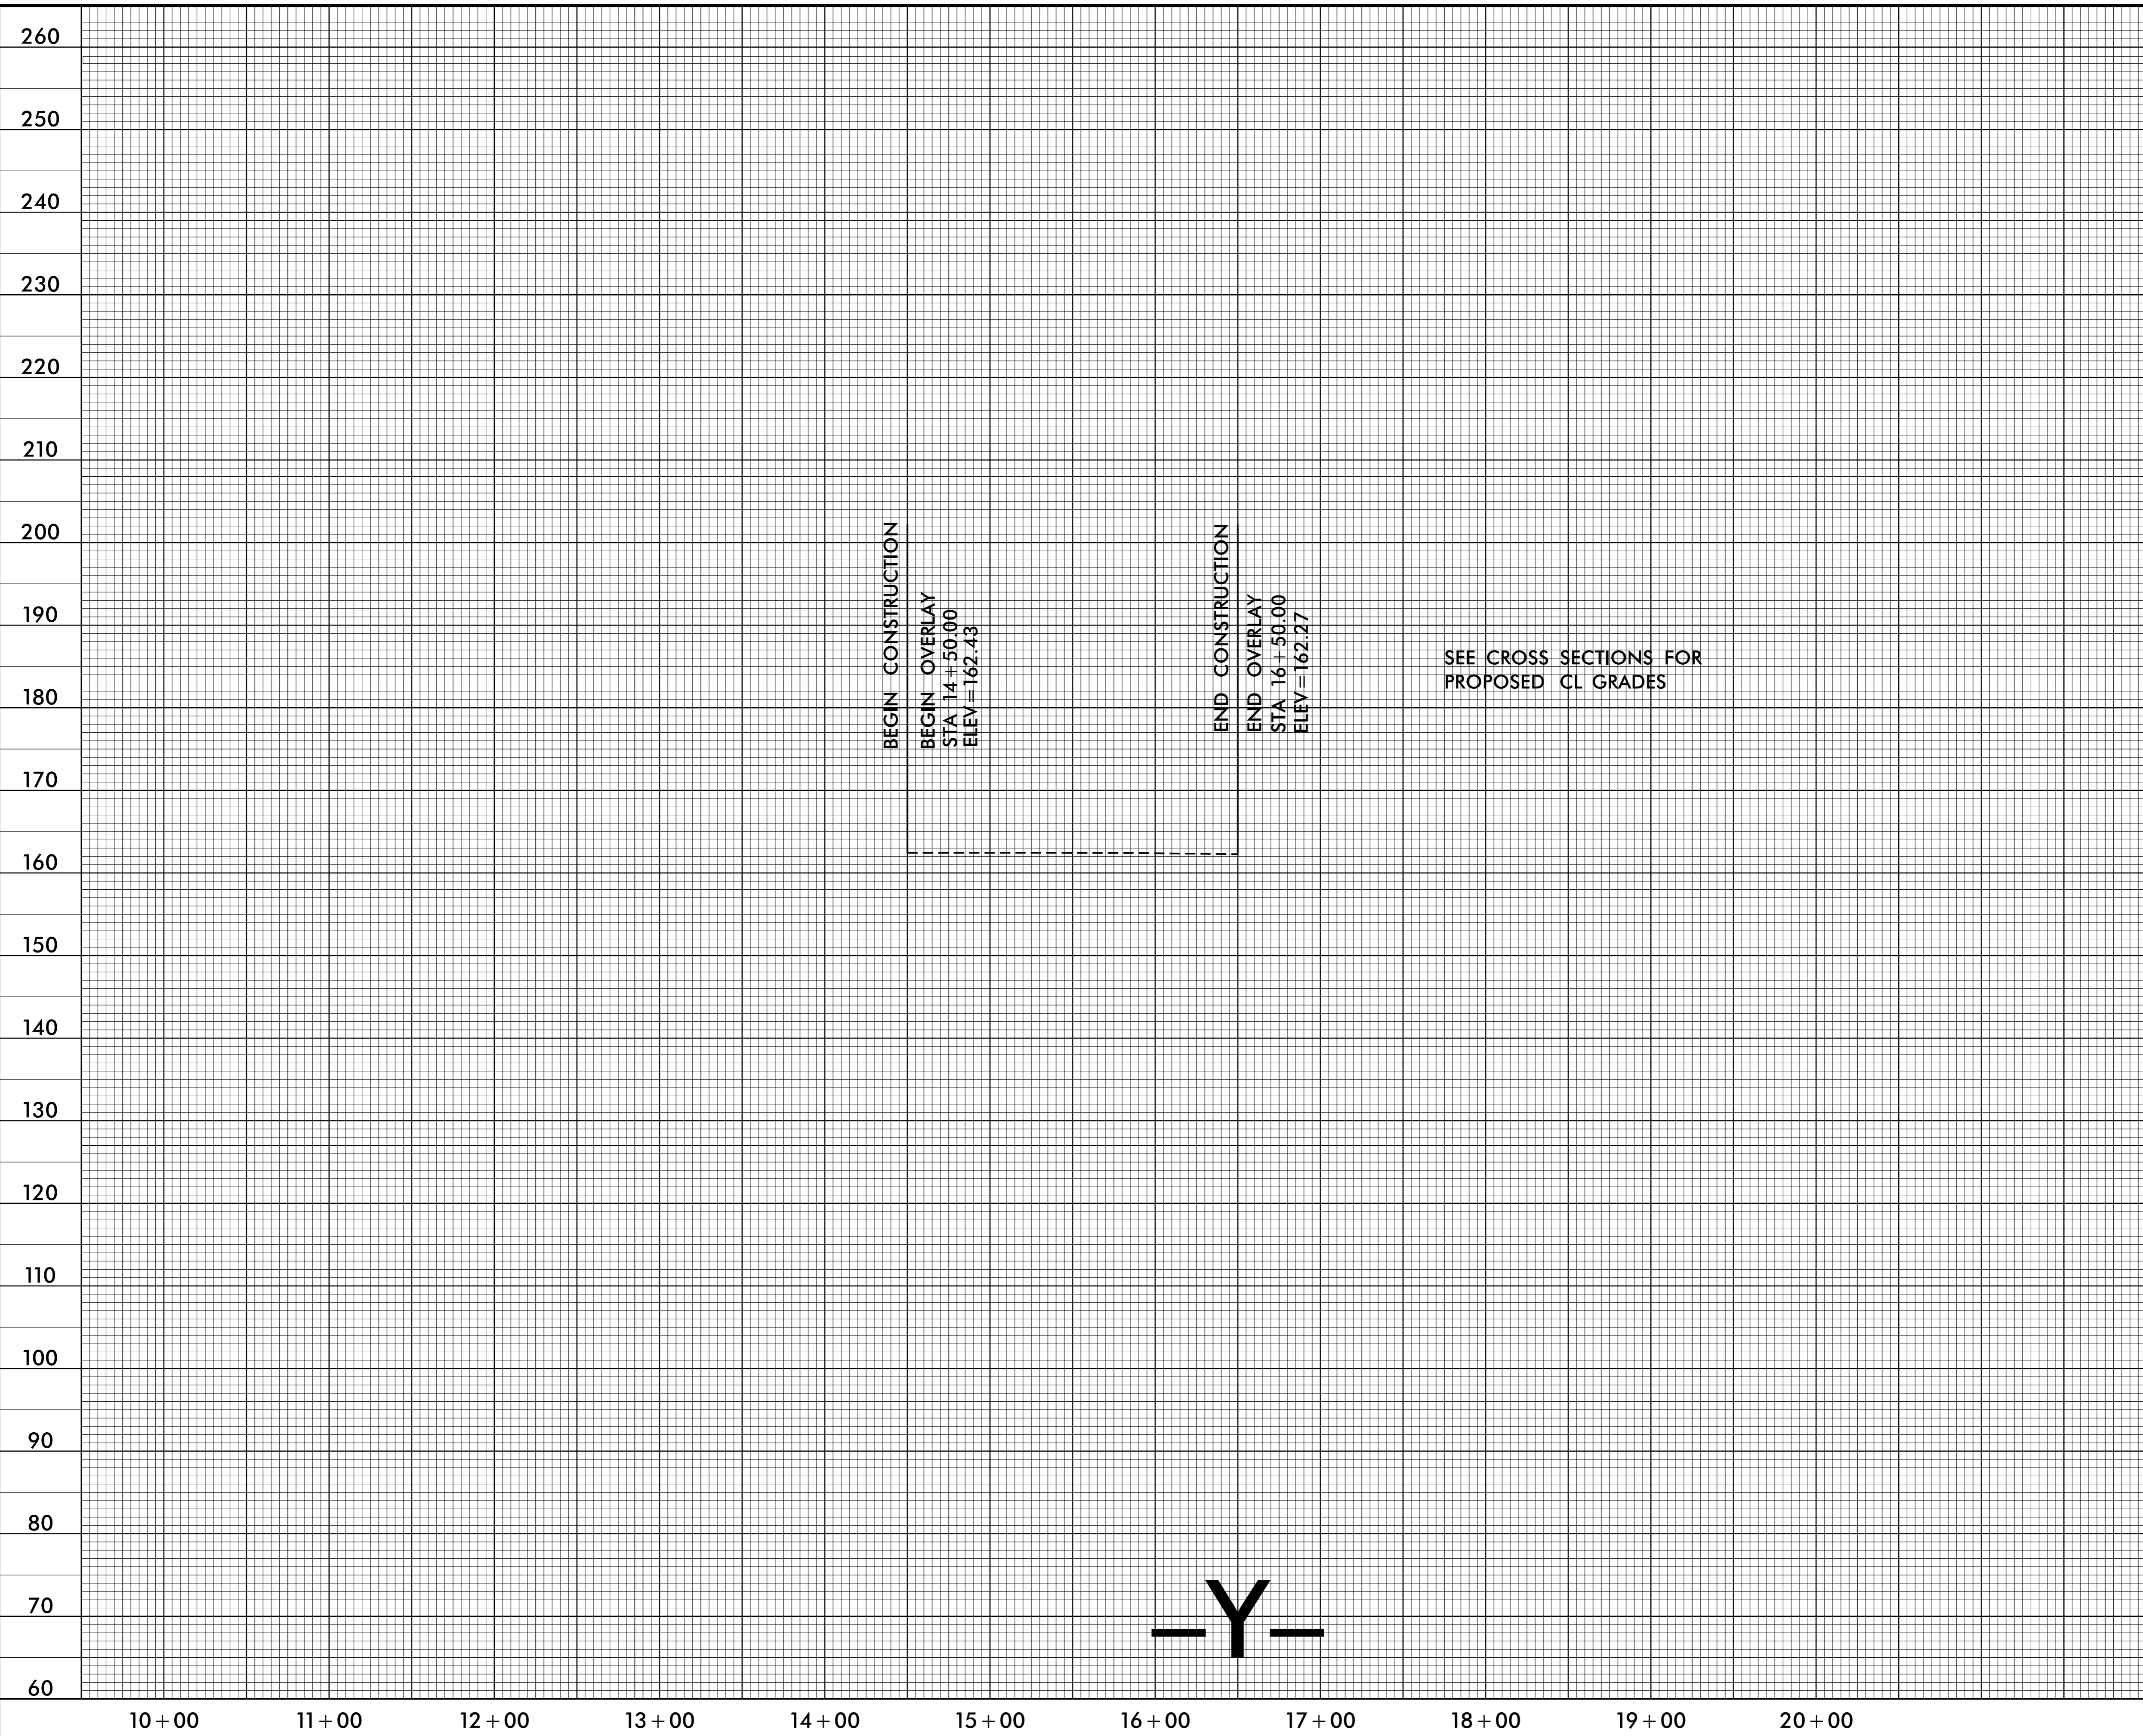 260
250
240
230
220
210
200
190
180
170
160
150
140
130
120
110
100
90
80
70
60
BEGIN CONSTRUCTION
BEGIN OVERLAY
STA 14+50.00
ELEV=162.43
END CONSTRUCTION
END OVERLAY
STA 16+50.00
ELEV=162.27
SEE CROSS SECTIONS FOR
PROPOSED CL GRADES
-Y-
10+00 11+00 12+00 13+00 14+00 15+00 16+00 17+00 18+00 19+00 20+00